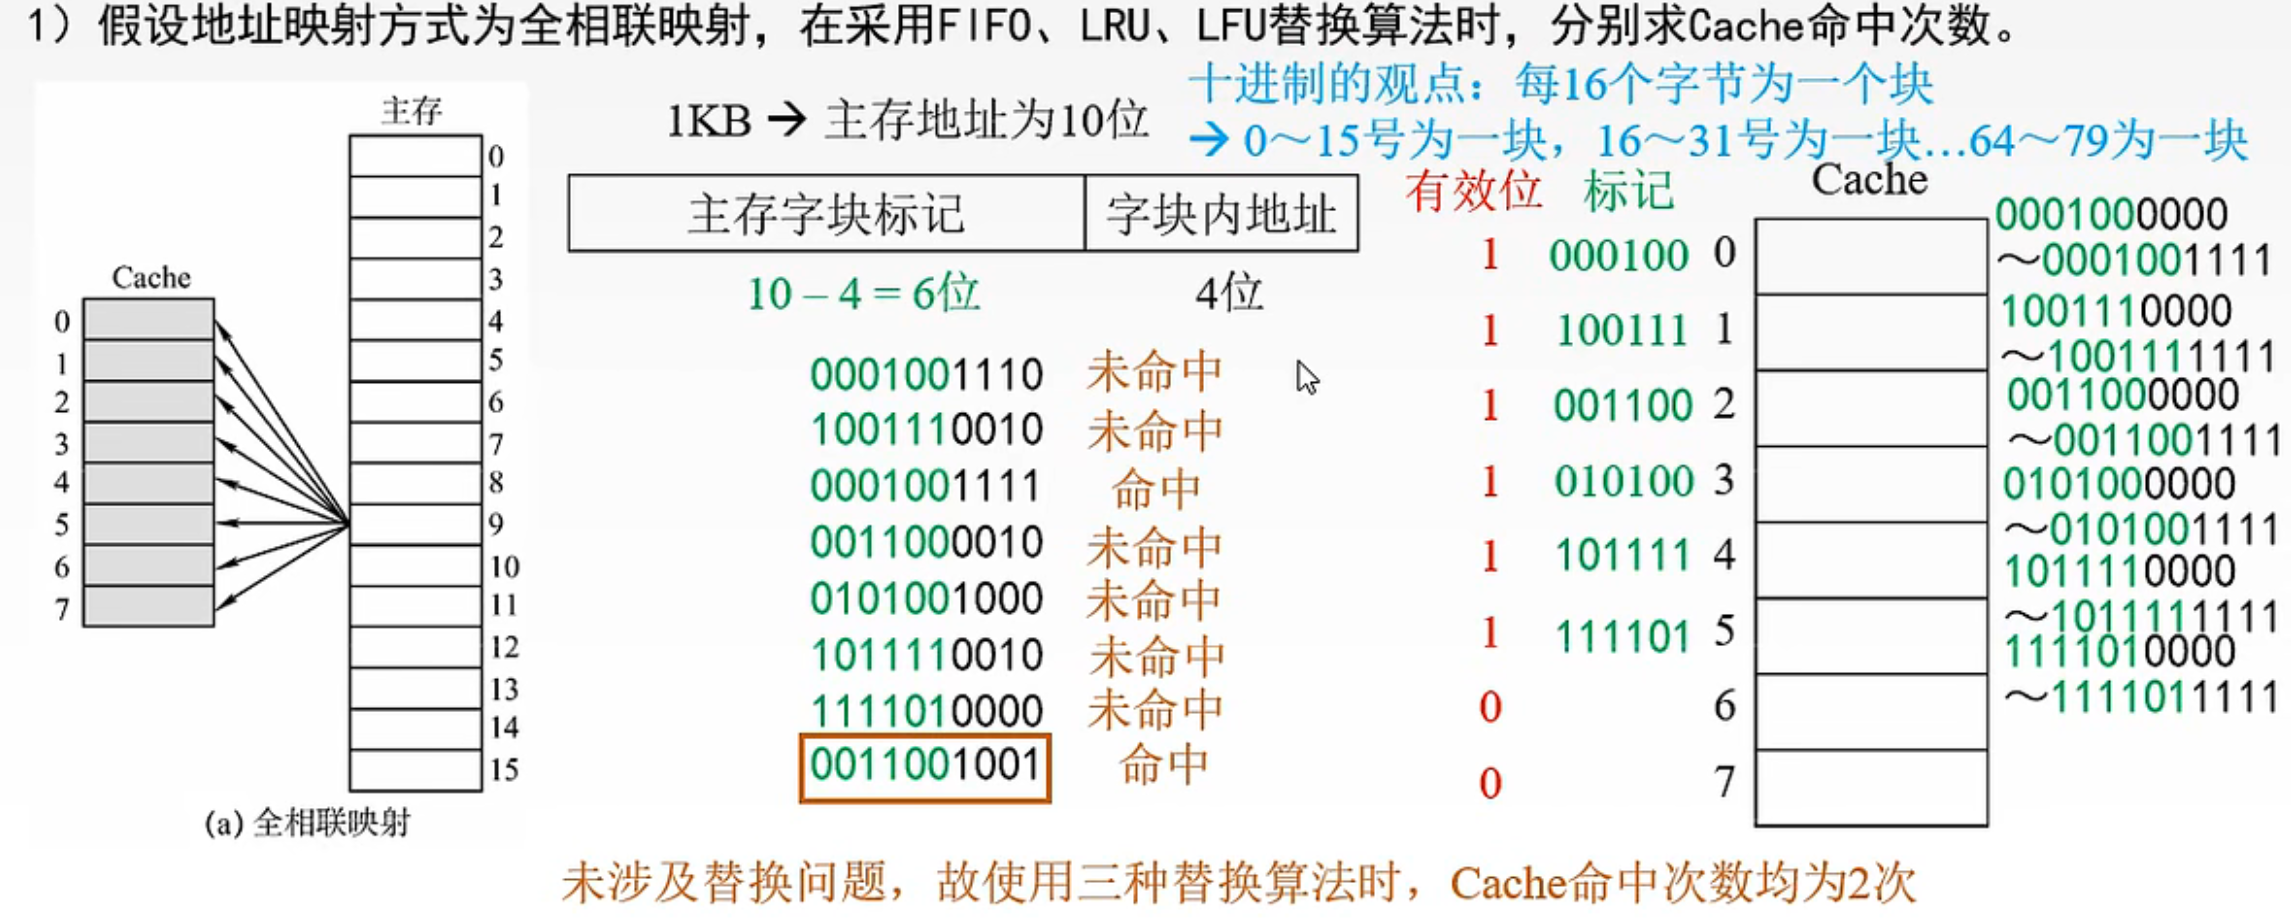 1）假设地址映射方式为全相联映射，在采用FIFO、LRU、LFU替换算法时，分别求Cache命中次数。
十进制的观点：每16个字节为一个块
→ 0～15号为一块，16～31号为一块…64～79为一块
1KB → 主存地址为10位
主存
0
1
2
3
4
5
6
7
8
9
10
11
12
13
14
15
Cache
0
1
2
3
4
5
6
7
(a) 全相联映射
主存字块标记 字块内地址
10 – 4 = 6位 4位
0001001110 未命中
1001110010 未命中
0001001111 命中
0011000010 未命中
0101001000 未命中
1011110010 未命中
1111010000 未命中
0011001001 命中
有效位 标记 Cache
1 000100 0
1 100111 1
1 001100 2
1 010100 3
1 101111 4
1 111101 5
0 6
0 7
0001000000
～0001001111
1001110000
～1001111111
0011000000
～0011001111
0101000000
～0101001111
1011110000
～1011111111
1111010000
～1111011111
未涉及替换问题，故使用三种替换算法时，Cache命中次数均为2次